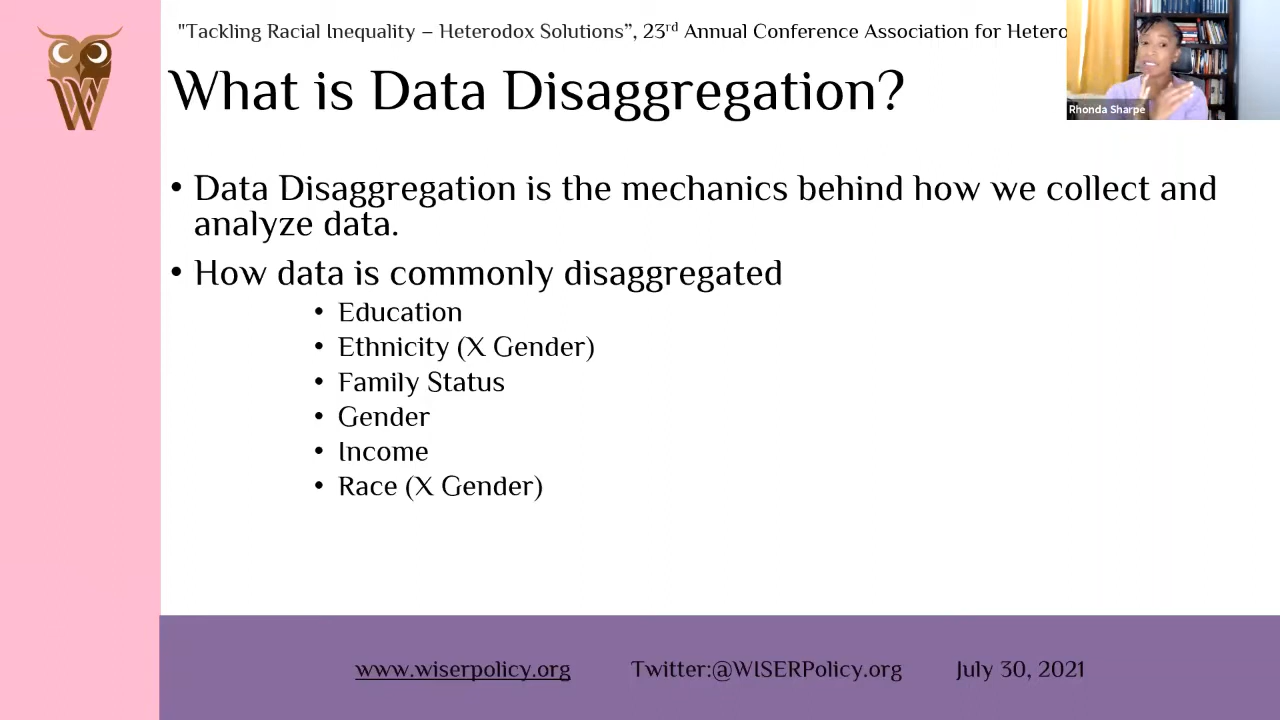 "Tackling Racial Inequality – Heterodox Solutions", 23rd Annual Conference Association for Hetero
Rhonda Sharpe
W
What is Data Disaggregation?
• Data Disaggregation is the mechanics behind how we collect and
analyze data.
• How data is commonly disaggregated
• Education
• Ethnicity (X Gender)
• Family Status
• Gender
• Income
• Race (X Gender)
www.wiserpolicy.org Twitter:@WISERPolicy.org July 30, 2021